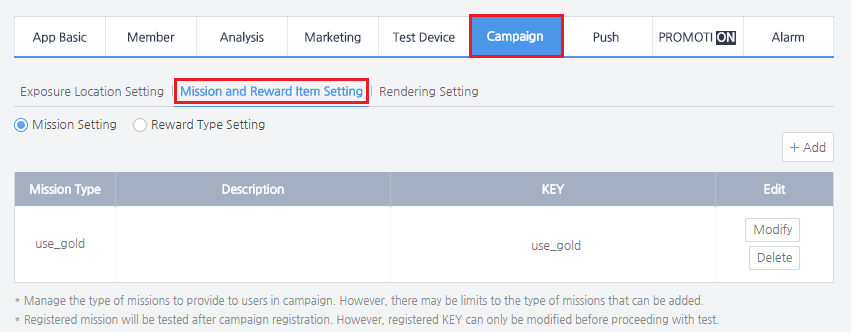 App Basic Member Analysis Marketing Test Device Campaign Push PROMOTION Alarm
Exposure Location Setting Mission and Reward Item Setting Rendering Setting
Mission Setting Reward Type Setting
+ Add
Mission Type Description KEY Edit
use_gold use_gold Modify
Delete
* Manage the type of missions to provide to users in campaign. However, there may be limits to the type of missions that can be added.
* Registered mission will be tested after campaign registration. However, registered KEY can only be modified before proceeding with test.